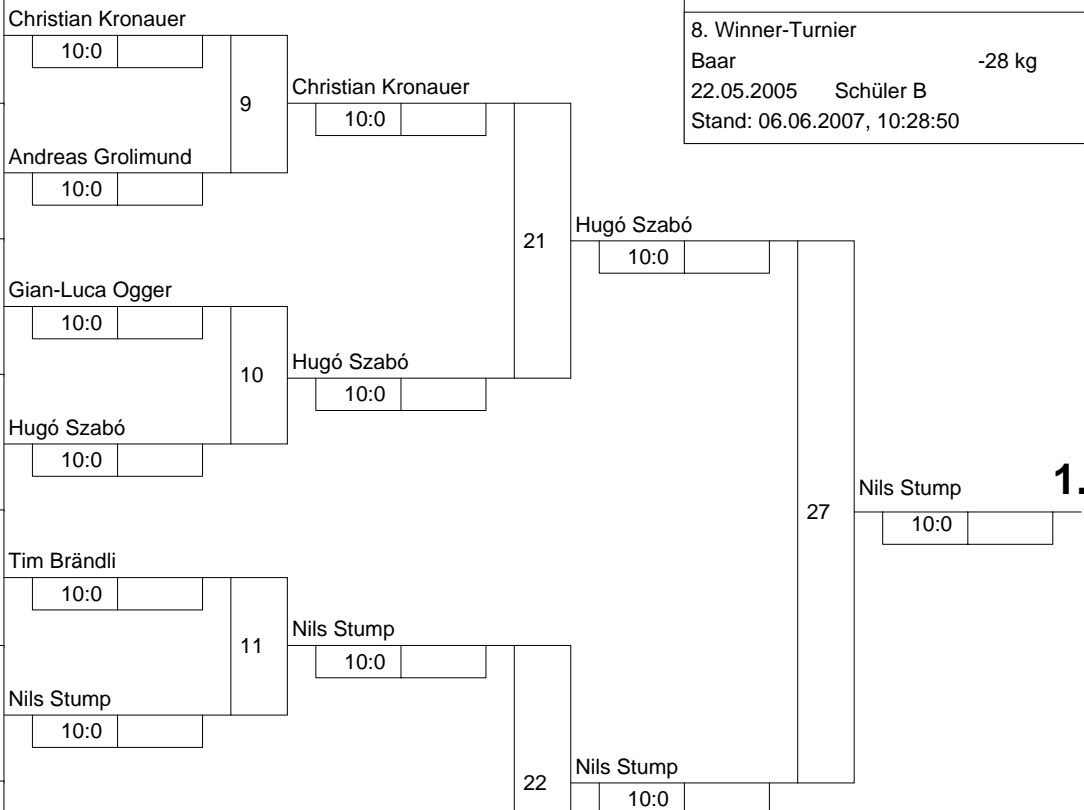 Christian Kronauer
10:0
9
Andreas Grolimund
10:0
Christian Kronauer
10:0
8. Winner-Turnier
Baar -28 kg
22.05.2005 Schüler B
Stand: 06.06.2007, 10:28:50
21
Hugó Szabó
10:0
Gian-Luca Ogger
10:0
10
Hugó Szabó
10:0
Hugó Szabó
10:0
27
Nils Stump 1.
10:0
Tim Brändli
10:0
11
Nils Stump
10:0
Nils Stump
10:0
22
Nils Stump
10:0